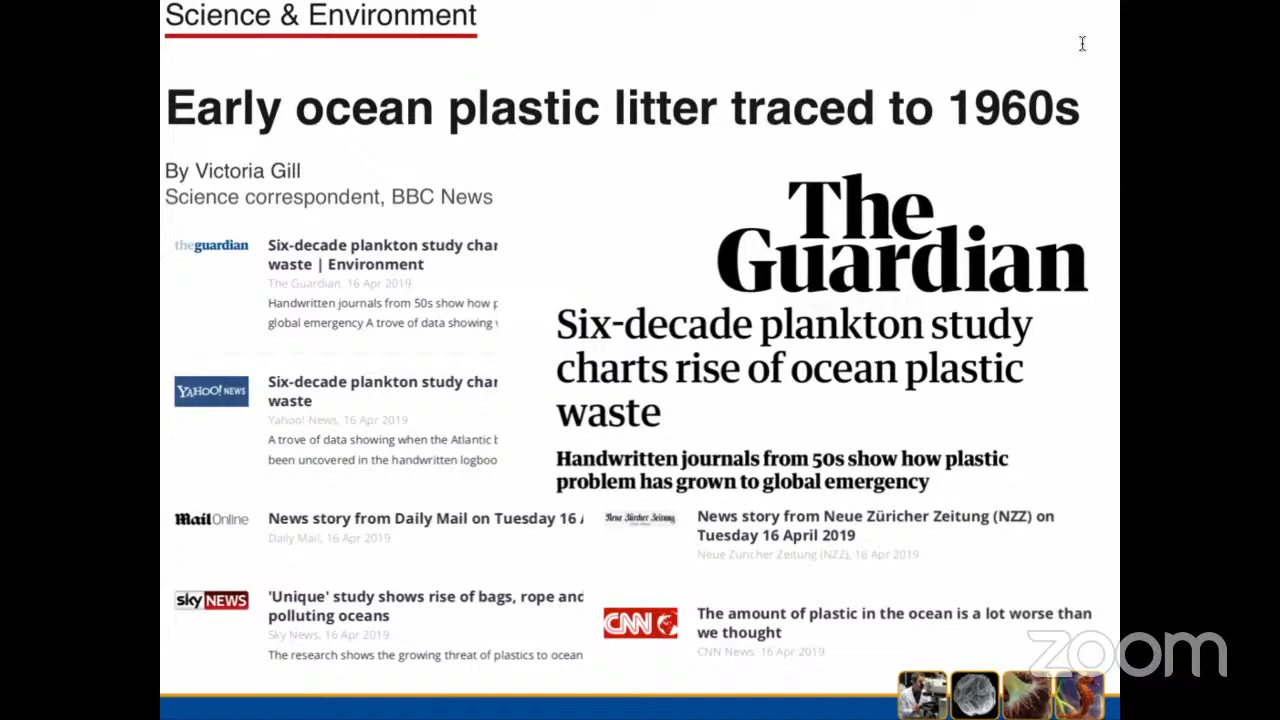 Science & Environment
Early ocean plastic litter traced to 1960s
By Victoria Gill
Science correspondent, BBC News
The
Guardian
Six-decade plankton study
charts rise of ocean plastic
waste
Handwritten journals from 50s show how plastic
problem has grown to global emergency
theguardian
Six-decade plankton study char
waste | Environment
The Guardian, 16 Apr 2019
Handwritten journals from 50s show how p
global emergency A trove of data showing
YAHOO! NEWS
Six-decade plankton study char
waste
Yahoo! News, 16 Apr 2019
A trove of data showing when the Atlantic b
been uncovered in the handwritten logboo
MailOnline
News story from Daily Mail on Tuesday 16
Daily Mail, 16 Apr 2019
sky NEWS
'Unique' study shows rise of bags, rope and
polluting oceans
Sky News, 16 Apr 2019
The research shows the growing threat of plastics to ocean
Neue Zürcher Zeitung
News story from Neue Züricher Zeitung (NZZ) on
Tuesday 16 April 2019
Neue Zuricher Zeitung (NZZ), 16 Apr 2019
CNN
The amount of plastic in the ocean is a lot worse than
we thought
CNN News, 16 Apr 2019
zoom